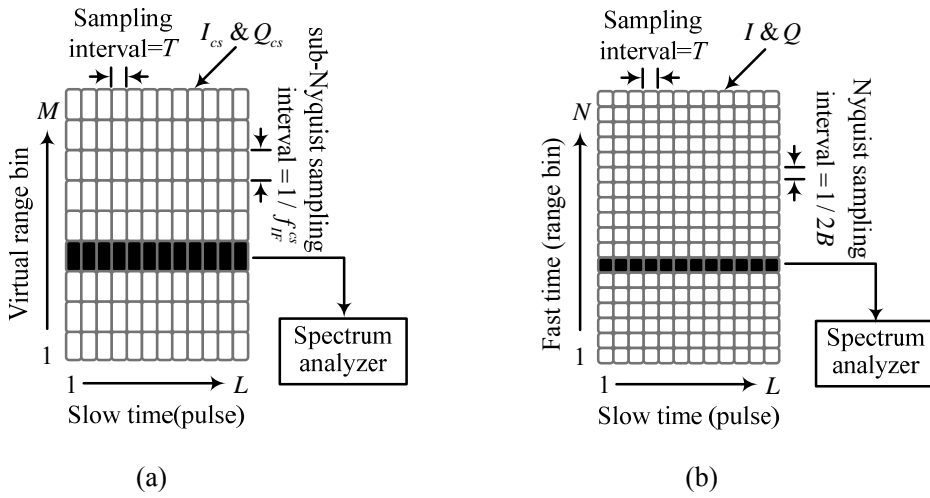 Sampling
interval=T
I_cs & Q_cs
sub-Nyquist sampling
interval = 1 / f_IF^cs
M
Virtual range bin
1
Spectrum
analyzer
1 L
Slow time(pulse)
(a)
Sampling
interval=T
I & Q
Nyquist sampling
interval = 1 / 2B
N
Fast time (range bin)
1
Spectrum
analyzer
1 L
Slow time (pulse)
(b)